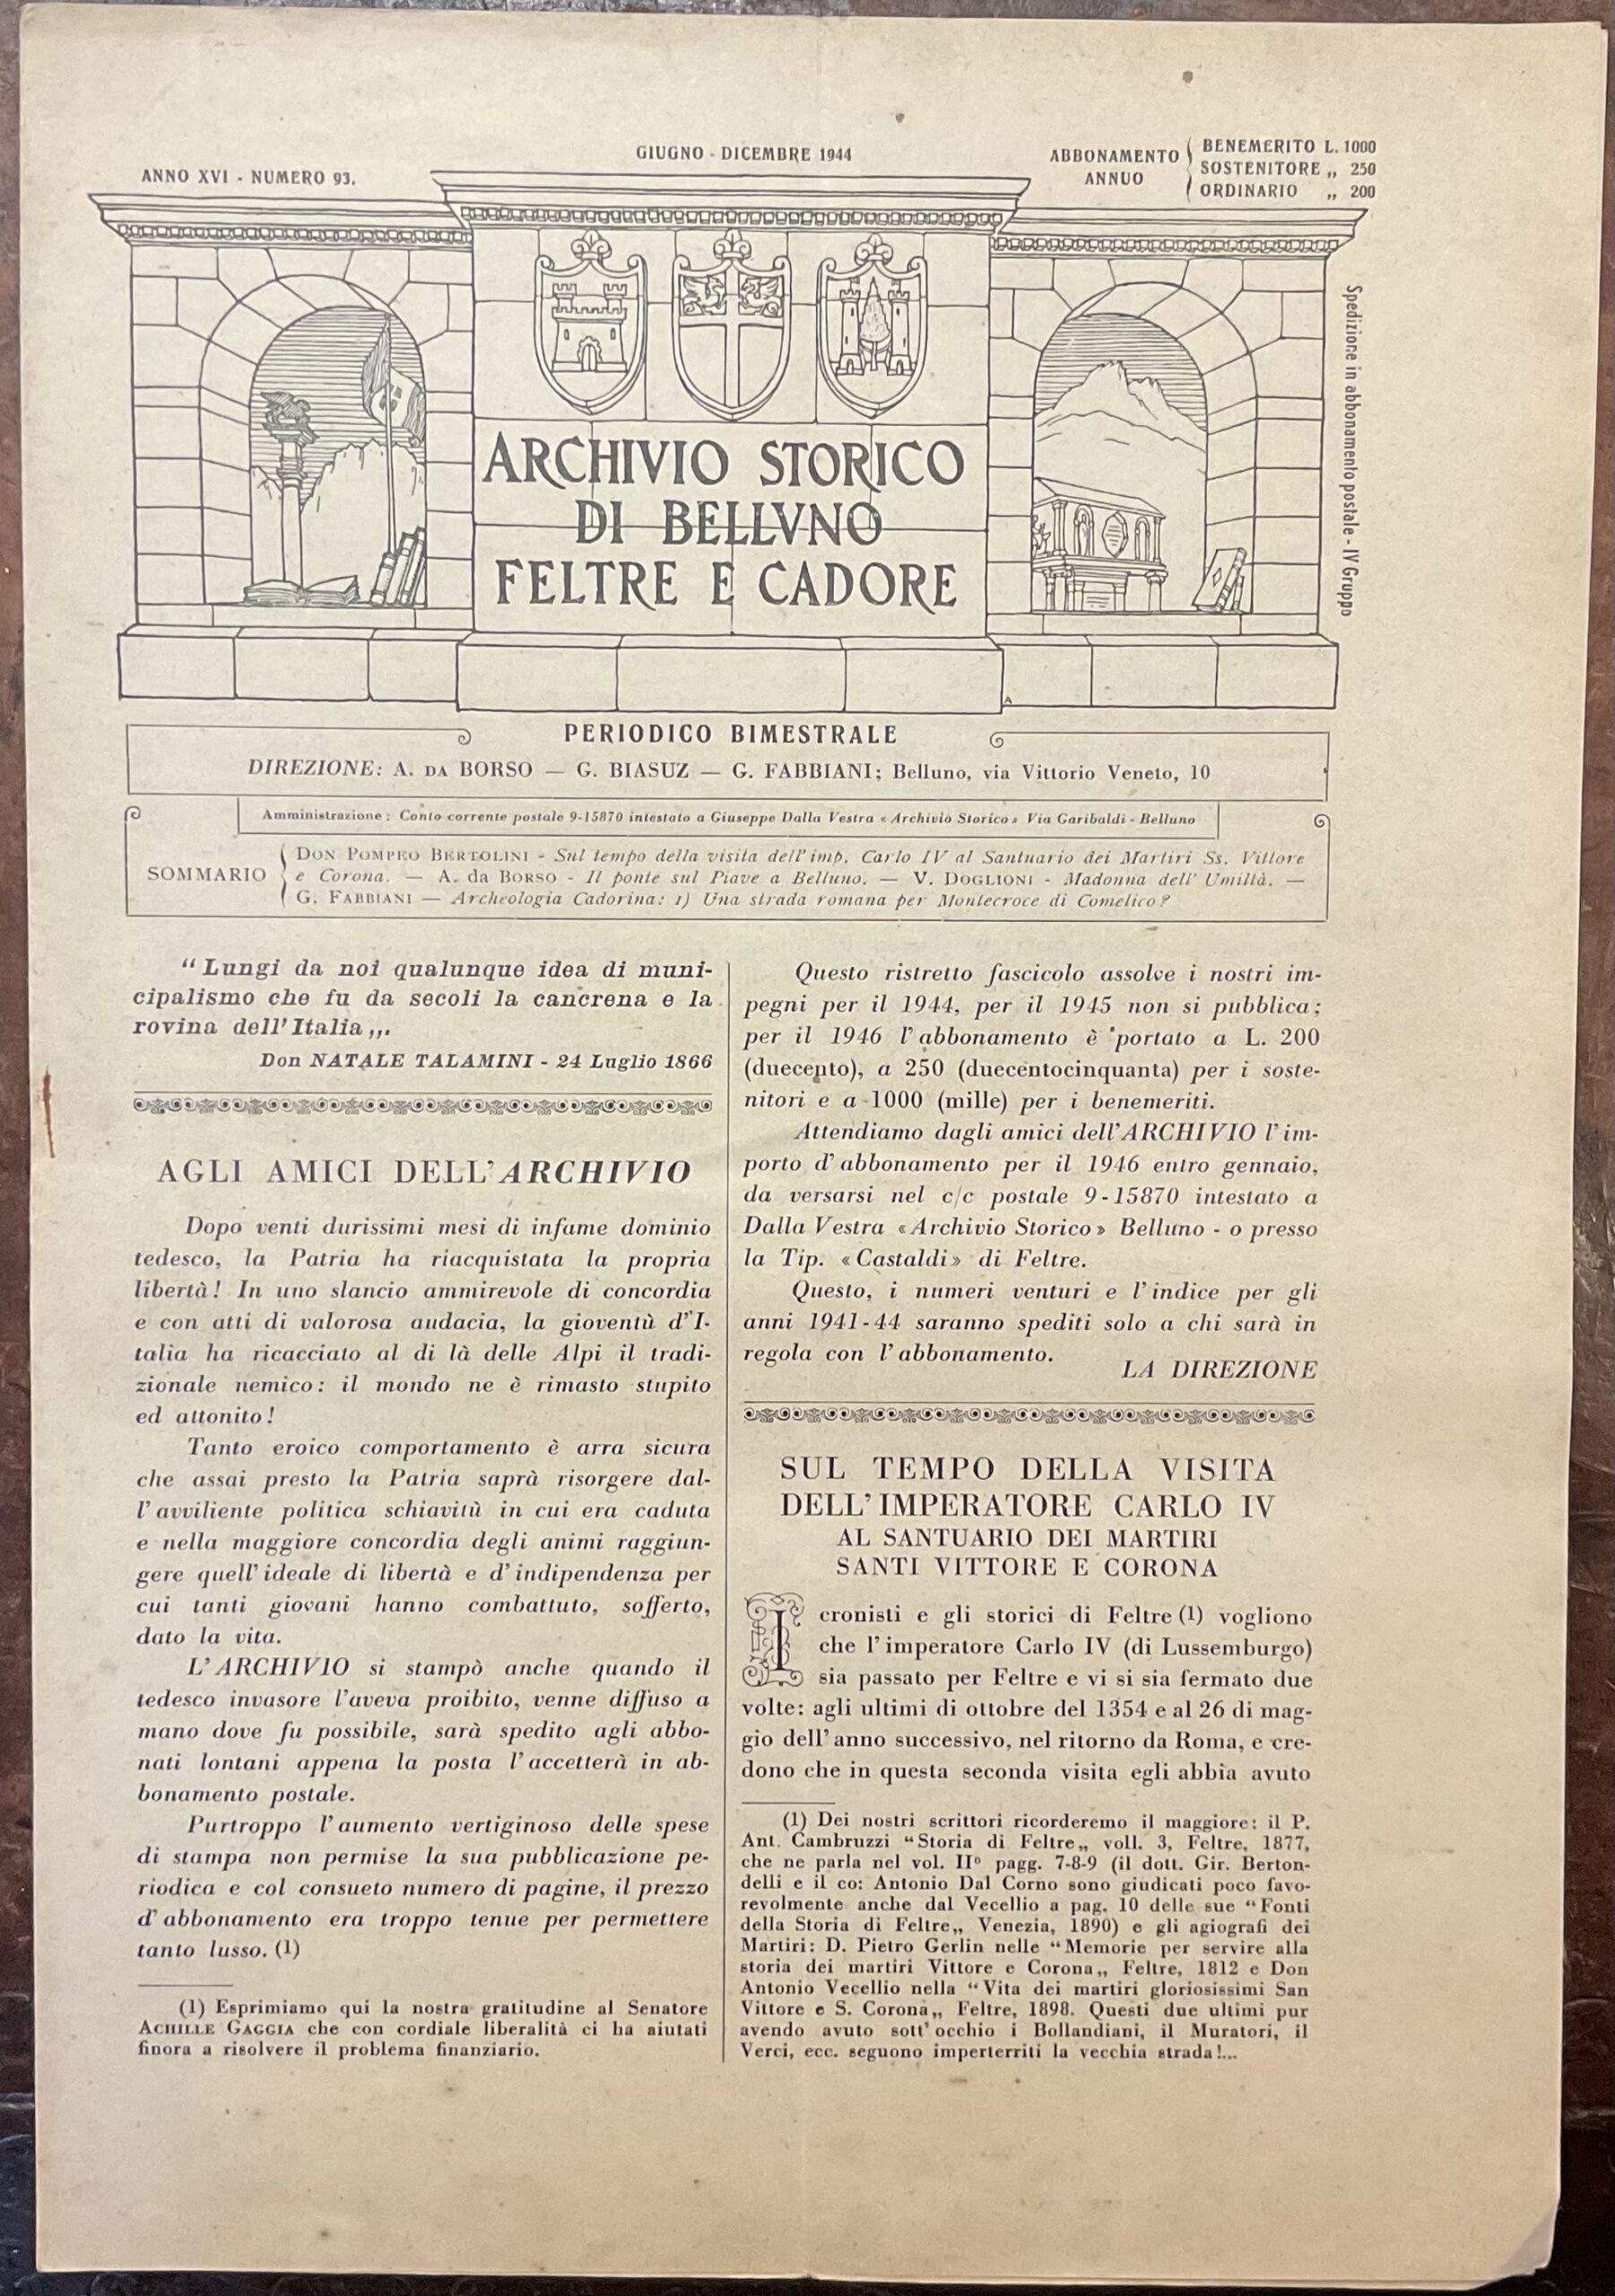 ANNO XVI - NUMERO 93.
GIUGNO - DICEMBRE 1944
ABBONAMENTO ANNUO
BENEMERITO L. 1000
SOSTENITORE „ 250
ORDINARIO „ 200
Spedizione in abbonamento postale - IV Gruppo
ARCHIVIO STORICO
DI BELLVNO
FELTRE E CADORE
PERIODICO BIMESTRALE
DIREZIONE: A. DA BORSO — G. BIASUZ — G. FABBIANI; Belluno, via Vittorio Veneto, 10
Amministrazione: Conto corrente postale 9-15870 intestato a Giuseppe Dalla Vestra «Archivio Storico» Via Garibaldi - Belluno
SOMMARIO
DON POMPEO BERTOLINI - Sul tempo della visita dell'imp. Carlo IV al Santuario dei Martiri Ss. Vittore
e Corona. — A. da BORSO - Il ponte sul Piave a Belluno. — V. DOGLIONI - Madonna dell'Umiltà. —
G. FABBIANI — Archeologia Cadorina: 1) Una strada romana per Montecroce di Comelico?
“Lungi da noi qualunque idea di muni-
cipalismo che fu da secoli la cancrena e la
rovina dell'Italia„.
Don NATALE TALAMINI - 24 Luglio 1866
AGLI AMICI DELL'ARCHIVIO
Dopo venti durissimi mesi di infame dominio
tedesco, la Patria ha riacquistata la propria
libertà! In uno slancio ammirevole di concordia
e con atti di valorosa audacia, la gioventù d'I-
talia ha ricacciato al di là delle Alpi il tradi-
zionale nemico: il mondo ne è rimasto stupito
ed attonito!
Tanto eroico comportamento è arra sicura
che assai presto la Patria saprà risorgere dal-
l'avviliente politica schiavitù in cui era caduta
e nella maggiore concordia degli animi raggiun-
gere quell'ideale di libertà e d'indipendenza per
cui tanti giovani hanno combattuto, sofferto,
dato la vita.
L'ARCHIVIO si stampò anche quando il
tedesco invasore l'aveva proibito, venne diffuso a
mano dove fu possibile, sarà spedito agli abbo-
nati lontani appena la posta l'accetterà in ab-
bonamento postale.
Purtroppo l'aumento vertiginoso delle spese
di stampa non permise la sua pubblicazione pe-
riodica e col consueto numero di pagine, il prezzo
d'abbonamento era troppo tenue per permettere
tanto lusso. (1)
(1) Esprimiamo qui la nostra gratitudine al Senatore
ACHILLE GAGGIA che con cordiale liberalità ci ha aiutati
finora a risolvere il problema finanziario.
Questo ristretto fascicolo assolve i nostri im-
pegni per il 1944, per il 1945 non si pubblica;
per il 1946 l'abbonamento è portato a L. 200
(duecento), a 250 (duecentocinquanta) per i soste-
nitori e a 1000 (mille) per i benemeriti.
Attendiamo dagli amici dell'ARCHIVIO l'im-
porto d'abbonamento per il 1946 entro gennaio,
da versarsi nel c/c postale 9-15870 intestato a
Dalla Vestra «Archivio Storico» Belluno - o presso
la Tip. «Castaldi» di Feltre.
Questo, i numeri venturi e l'indice per gli
anni 1941-44 saranno spediti solo a chi sarà in
regola con l'abbonamento.
LA DIREZIONE
SUL TEMPO DELLA VISITA
DELL'IMPERATORE CARLO IV
AL SANTUARIO DEI MARTIRI
SANTI VITTORE E CORONA
I cronisti e gli storici di Feltre (1) vogliono
che l'imperatore Carlo IV (di Lussemburgo)
sia passato per Feltre e vi si sia fermato due
volte: agli ultimi di ottobre del 1354 e al 26 di mag-
gio dell'anno successivo, nel ritorno da Roma, e cre-
dono che in questa seconda visita egli abbia avuto
(1) Dei nostri scrittori ricorderemo il maggiore: il P.
Ant. Cambruzzi “Storia di Feltre„ voll. 3, Feltre, 1877,
che ne parla nel vol. IIº pagg. 7-8-9 (il dott. Gir. Berton-
delli e il co: Antonio Dal Corno sono giudicati poco favo-
revolmente anche dal Vecellio a pag. 10 delle sue “Fonti
della Storia di Feltre„ Venezia, 1890) e gli agiografi dei
Martiri: D. Pietro Gerlin nelle “Memorie per servire alla
storia dei martiri Vittore e Corona„ Feltre, 1812 e Don
Antonio Vecellio nella “Vita dei martiri gloriosissimi San
Vittore e S. Corona„ Feltre, 1898. Questi due ultimi pur
avendo avuto sott'occhio i Bollandiani, il Muratori, il
Verci, ecc. seguono imperterriti la vecchia strada!...